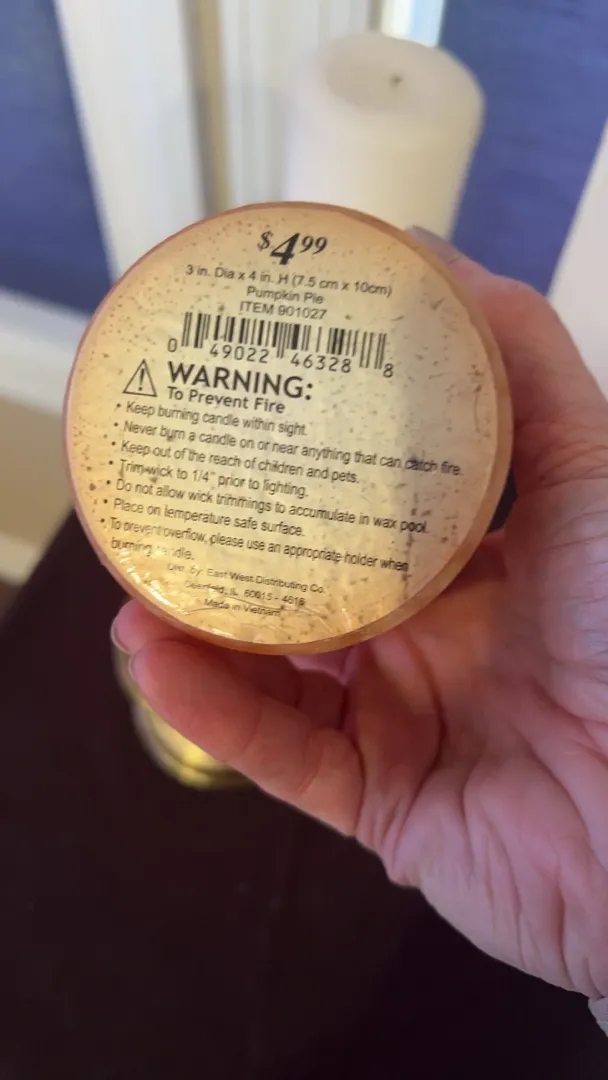 $4.99
3 in. Dia x 4 in. H (7.5 cm x 10cm)
Pumpkin Pie
ITEM 901027
0 49022 46328 8
WARNING:
To Prevent Fire
• Keep burning candle within sight.
• Never burn a candle on or near anything that can catch fire.
• Keep out of the reach of children and pets.
• Trim wick to 1/4" prior to lighting.
• Do not allow wick trimmings to accumulate in wax pool.
• Place on temperature safe surface.
• To prevent overflow, please use an appropriate holder when
burning candle.
by: East West Distributing Co.
Deerfield, IL 60015 - 4616
Made in Vietnam